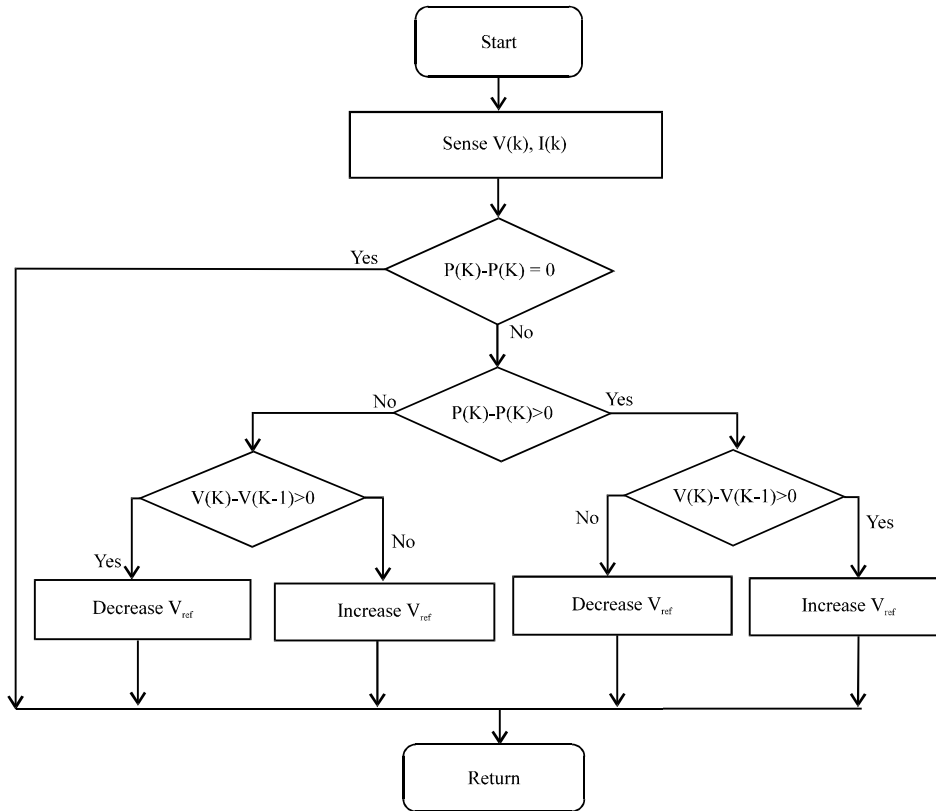 Start
Sense V(k), I(k)
Yes
P(K)-P(K) = 0
No
No
P(K)-P(K)>0
Yes
V(K)-V(K-1)>0
V(K)-V(K-1)>0
Yes
No
No
Yes
Decrease Vref
Increase Vref
Decrease Vref
Increase Vref
Return